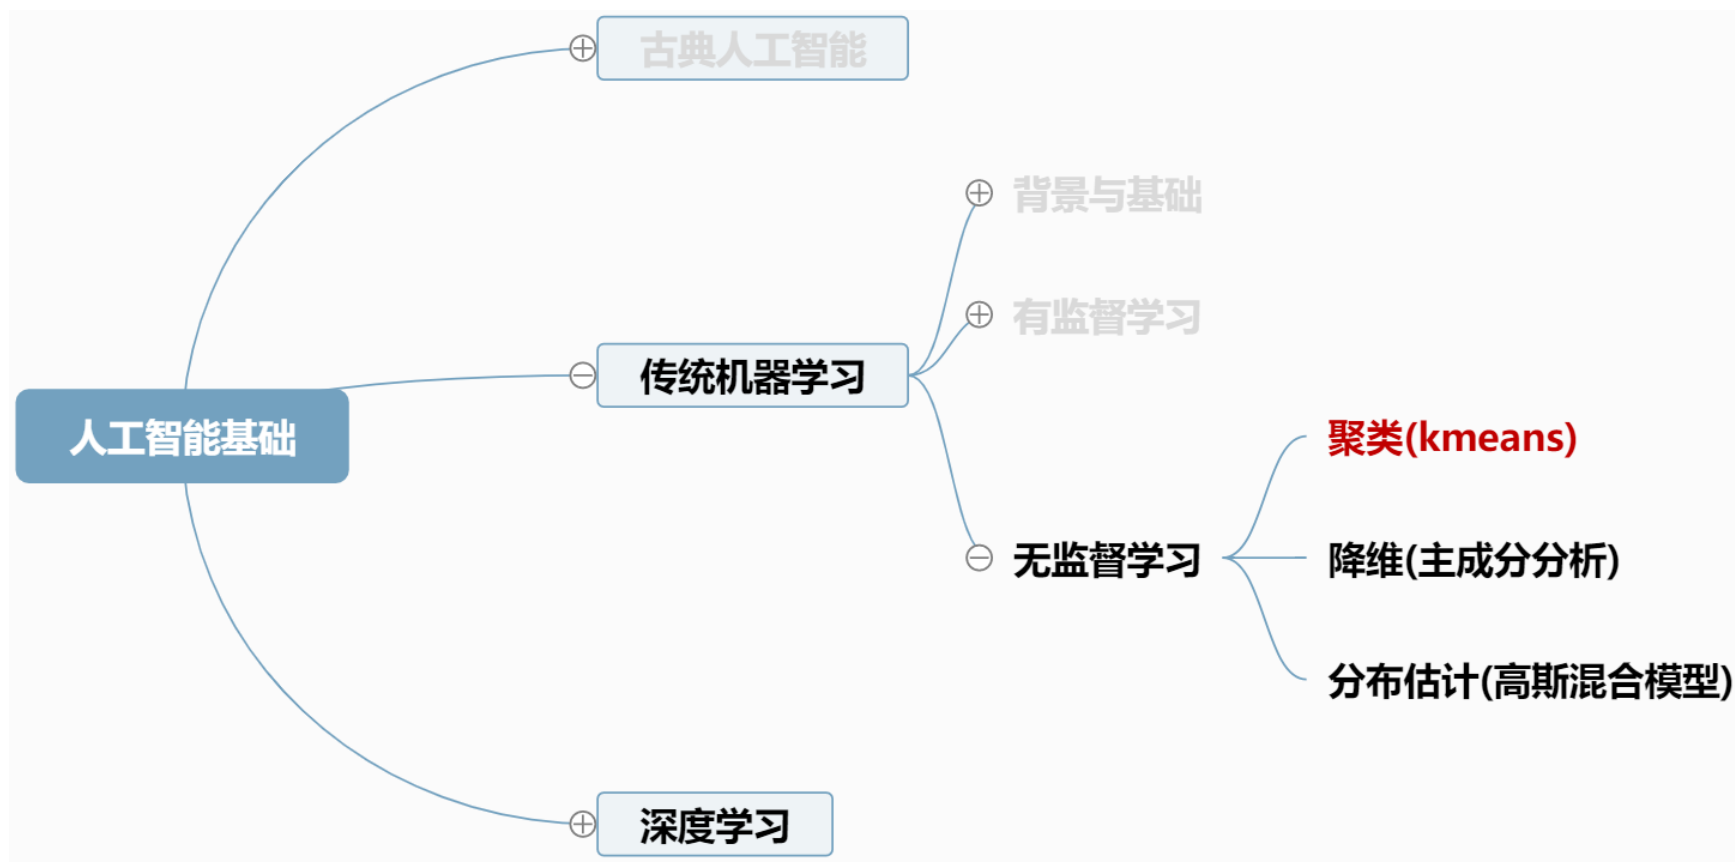 古典人工智能
背景与基础
有监督学习
传统机器学习
人工智能基础
聚类(kmeans)
无监督学习
降维(主成分分析)
分布估计(高斯混合模型)
深度学习